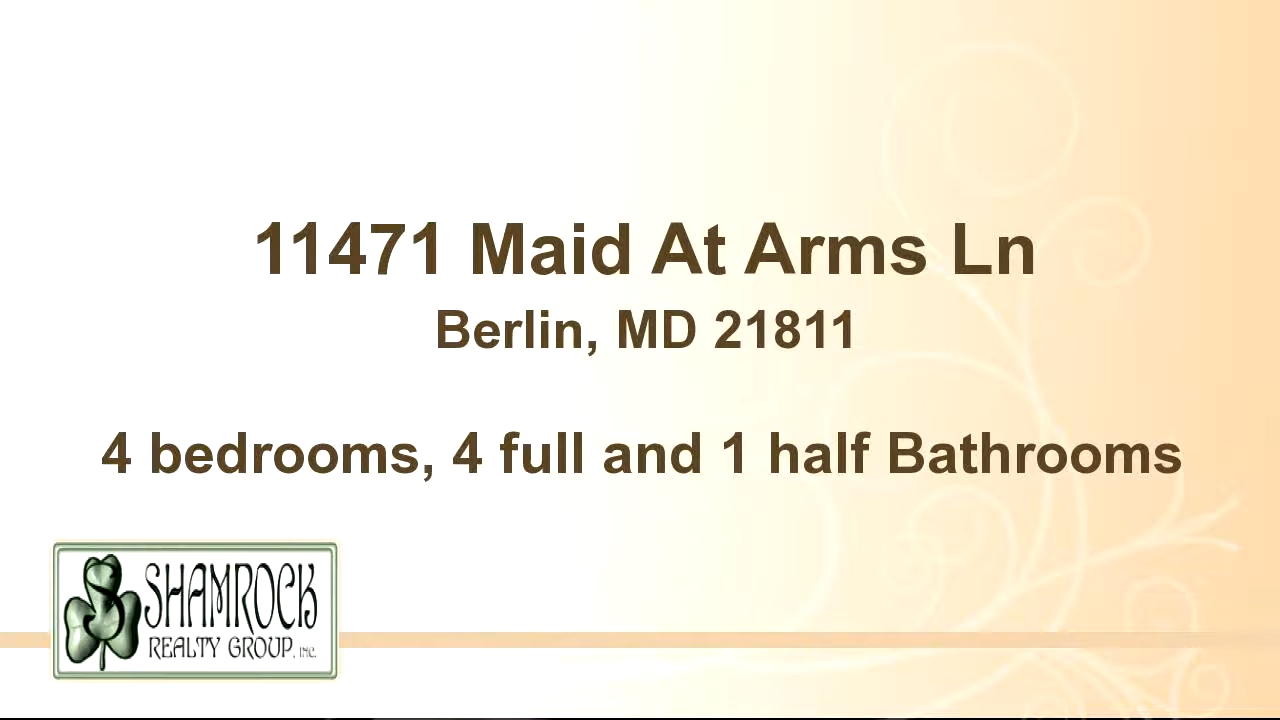 11471 Maid At Arms Ln
Berlin, MD 21811
4 bedrooms, 4 full and 1 half Bathrooms
SHAMROCK
REALTY GROUP, INC.